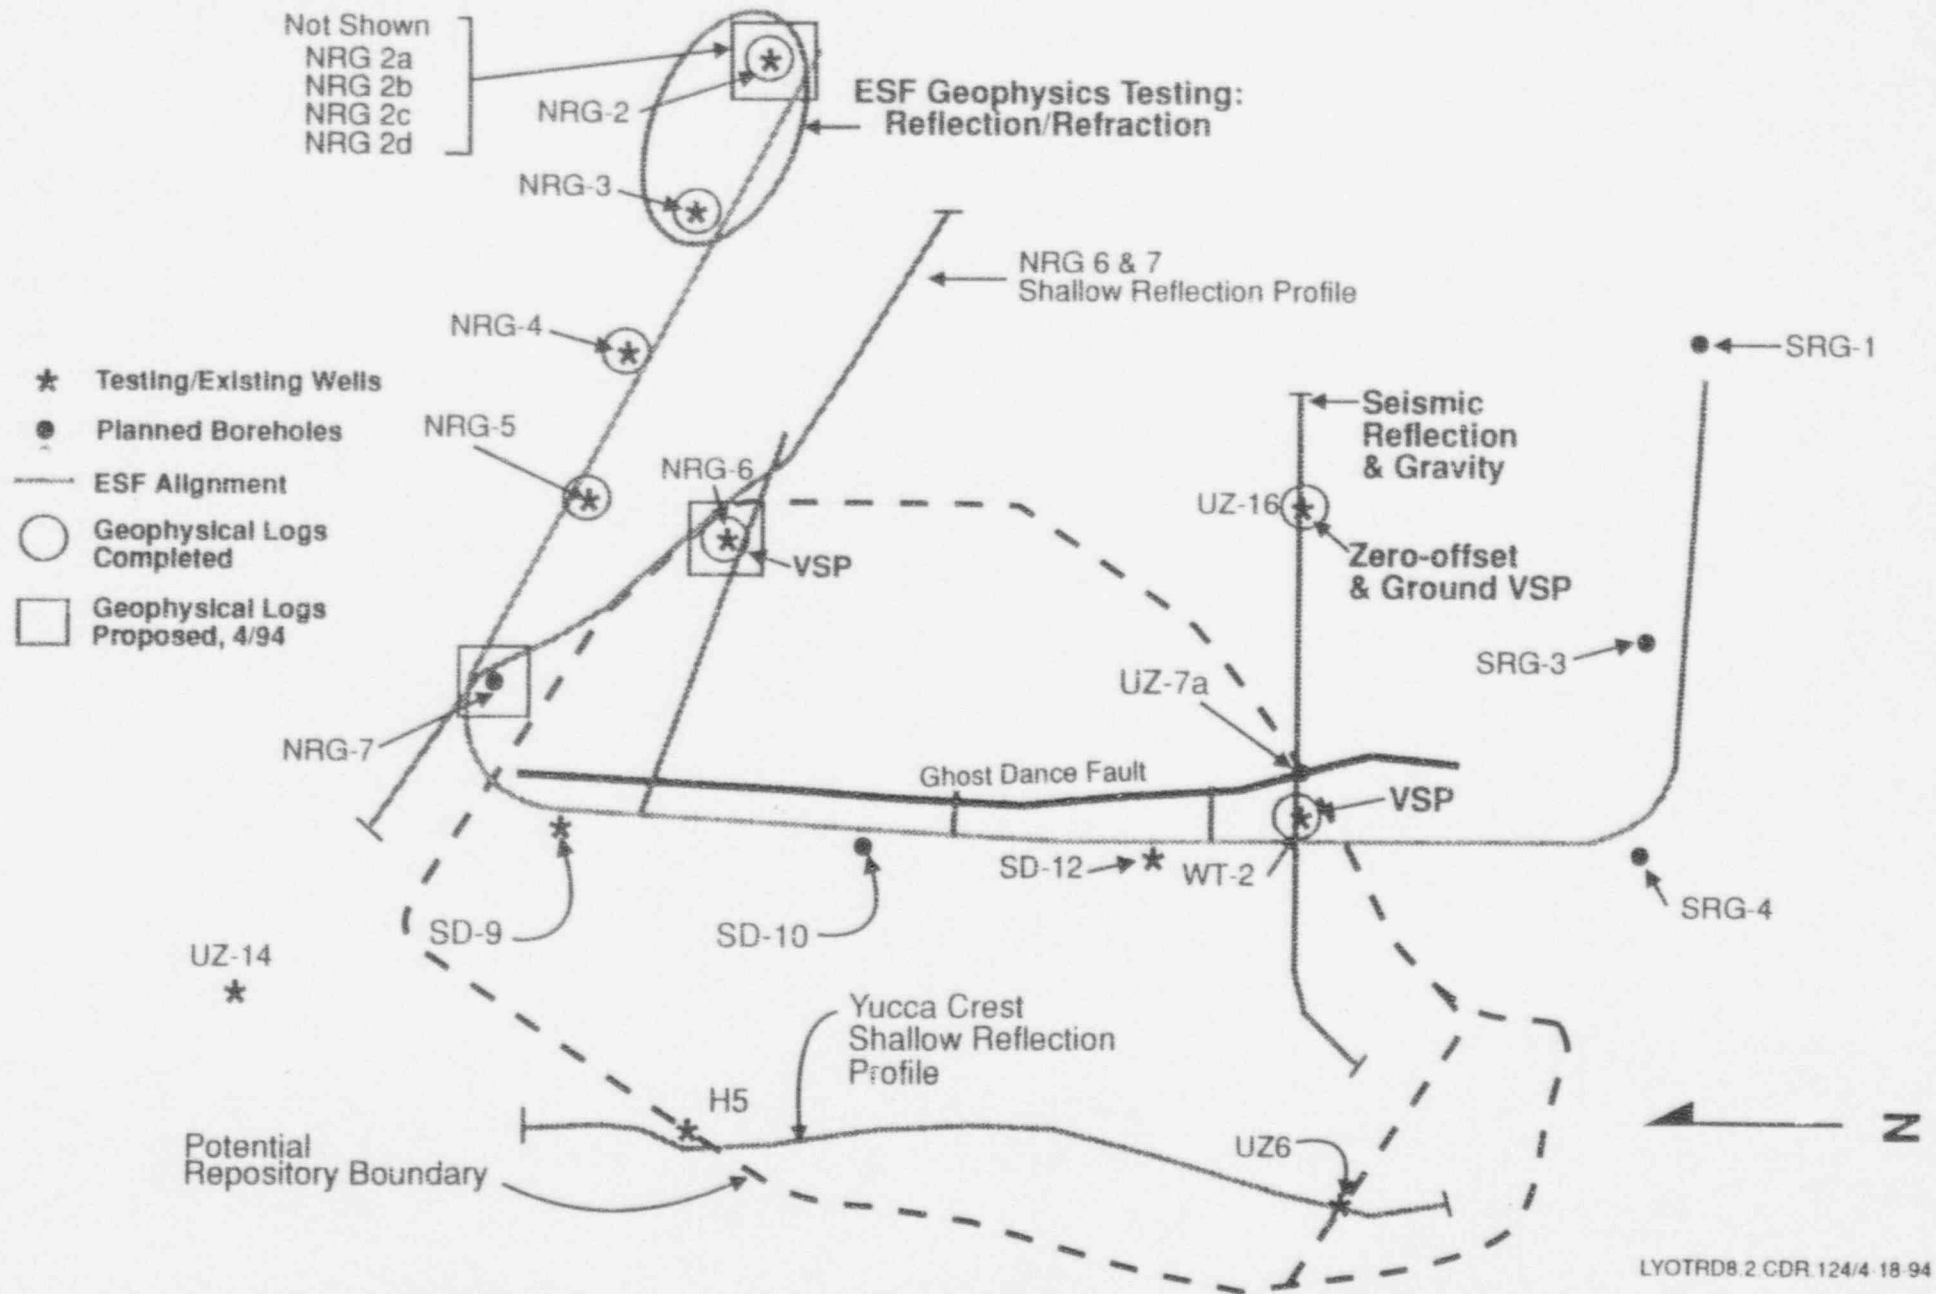 Not Shown
NRG 2a
NRG 2b
NRG 2c
NRG 2d
NRG-2
ESF Geophysics Testing:
Reflection/Refraction
NRG-3
NRG 6 & 7
Shallow Reflection Profile
NRG-4
SRG-1
Testing/Existing Wells
Planned Boreholes
ESF Alignment
Geophysical Logs
Completed
Geophysical Logs
Proposed, 4/94
NRG-5
NRG-6
VSP
Seismic
Reflection
& Gravity
UZ-16
Zero-offset
& Ground VSP
SRG-3
UZ-7a
NRG-7
Ghost Dance Fault
VSP
SD-12
WT-2
SRG-4
SD-9
SD-10
UZ-14
Yucca Crest
Shallow Reflection
Profile
H5
Potential
Repository Boundary
UZ6
N
LYOTRD8.2.CDR.124/4-18-94